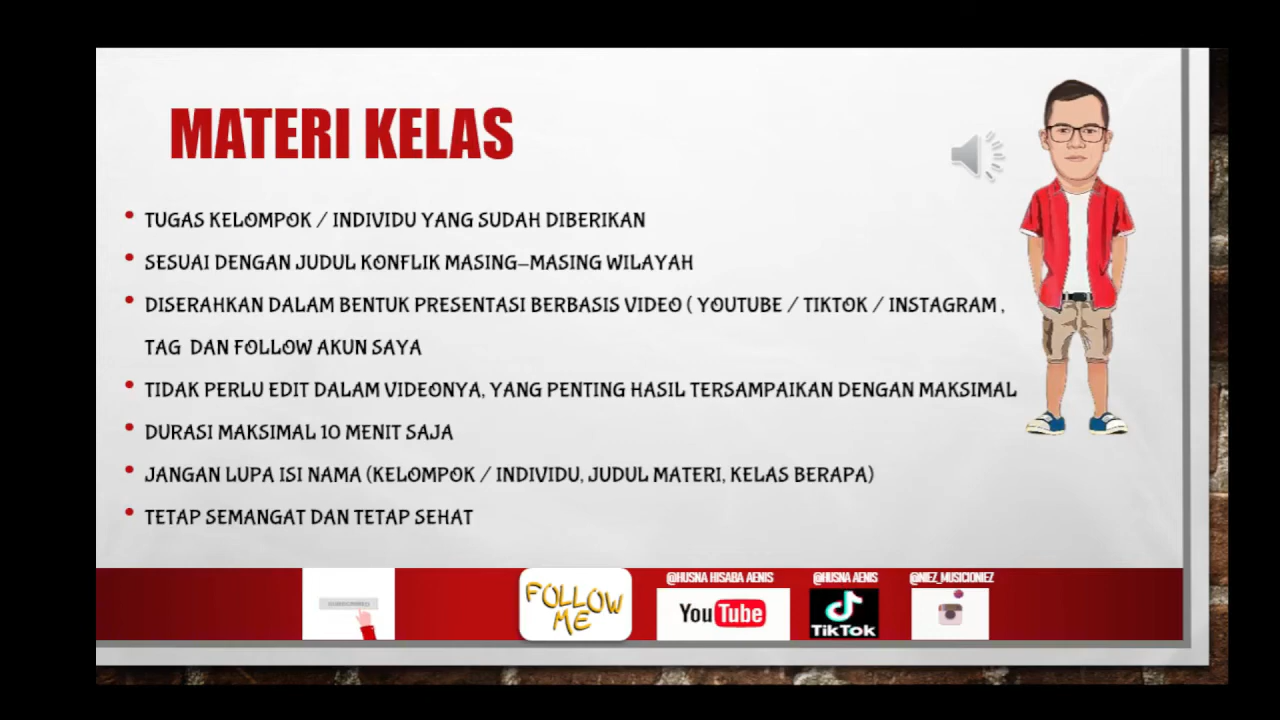 MATERI KELAS
TUGAS KELOMPOK / INDIVIDU YANG SUDAH DIBERIKAN
SESUAI DENGAN JUDUL KONFLIK MASING-MASING WILAYAH
DISERAHKAN DALAM BENTUK PRESENTASI BERBASIS VIDEO ( YOUTUBE / TIKTOK / INSTAGRAM ,
TAG DAN FOLLOW AKUN SAYA
TIDAK PERLU EDIT DALAM VIDEONYA, YANG PENTING HASIL TERSAMPAIKAN DENGAN MAKSIMAL
DURASI MAKSIMAL 10 MENIT SAJA
JANGAN LUPA ISI NAMA (KELOMPOK / INDIVIDU, JUDUL MATERI, KELAS BERAPA)
TETAP SEMANGAT DAN TETAP SEHAT
@HUSNA HISABA AENIS @HUSNA AENIS @NIEZ_MUSICIONIEZ
FOLLOW
ME
YouTube
TikTok